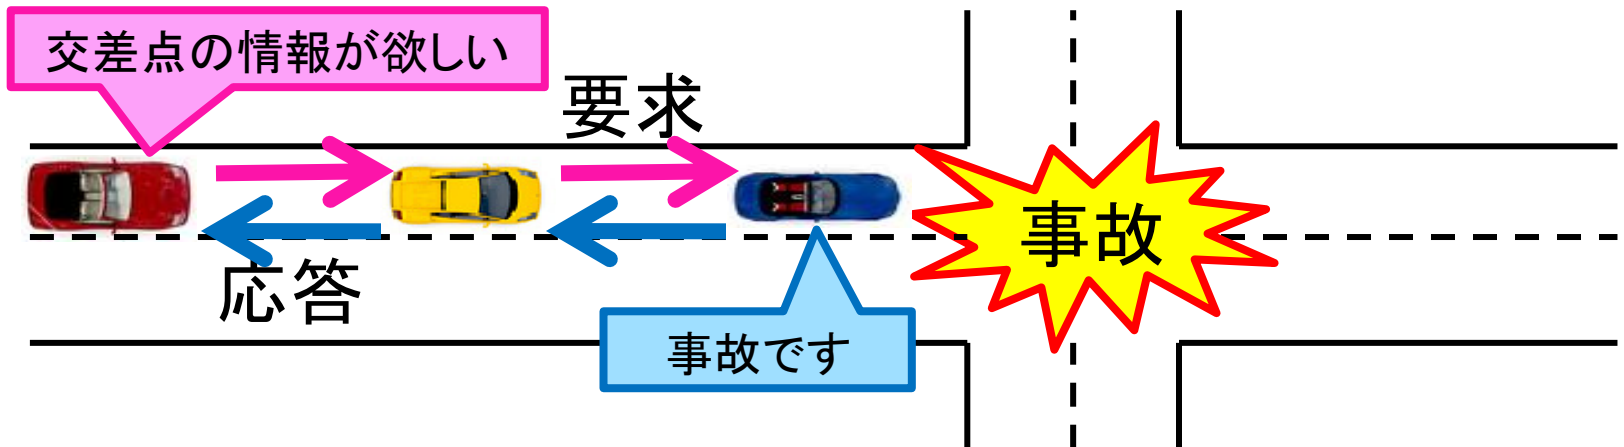 交差点の情報が欲しい
要求
事故
応答
事故です